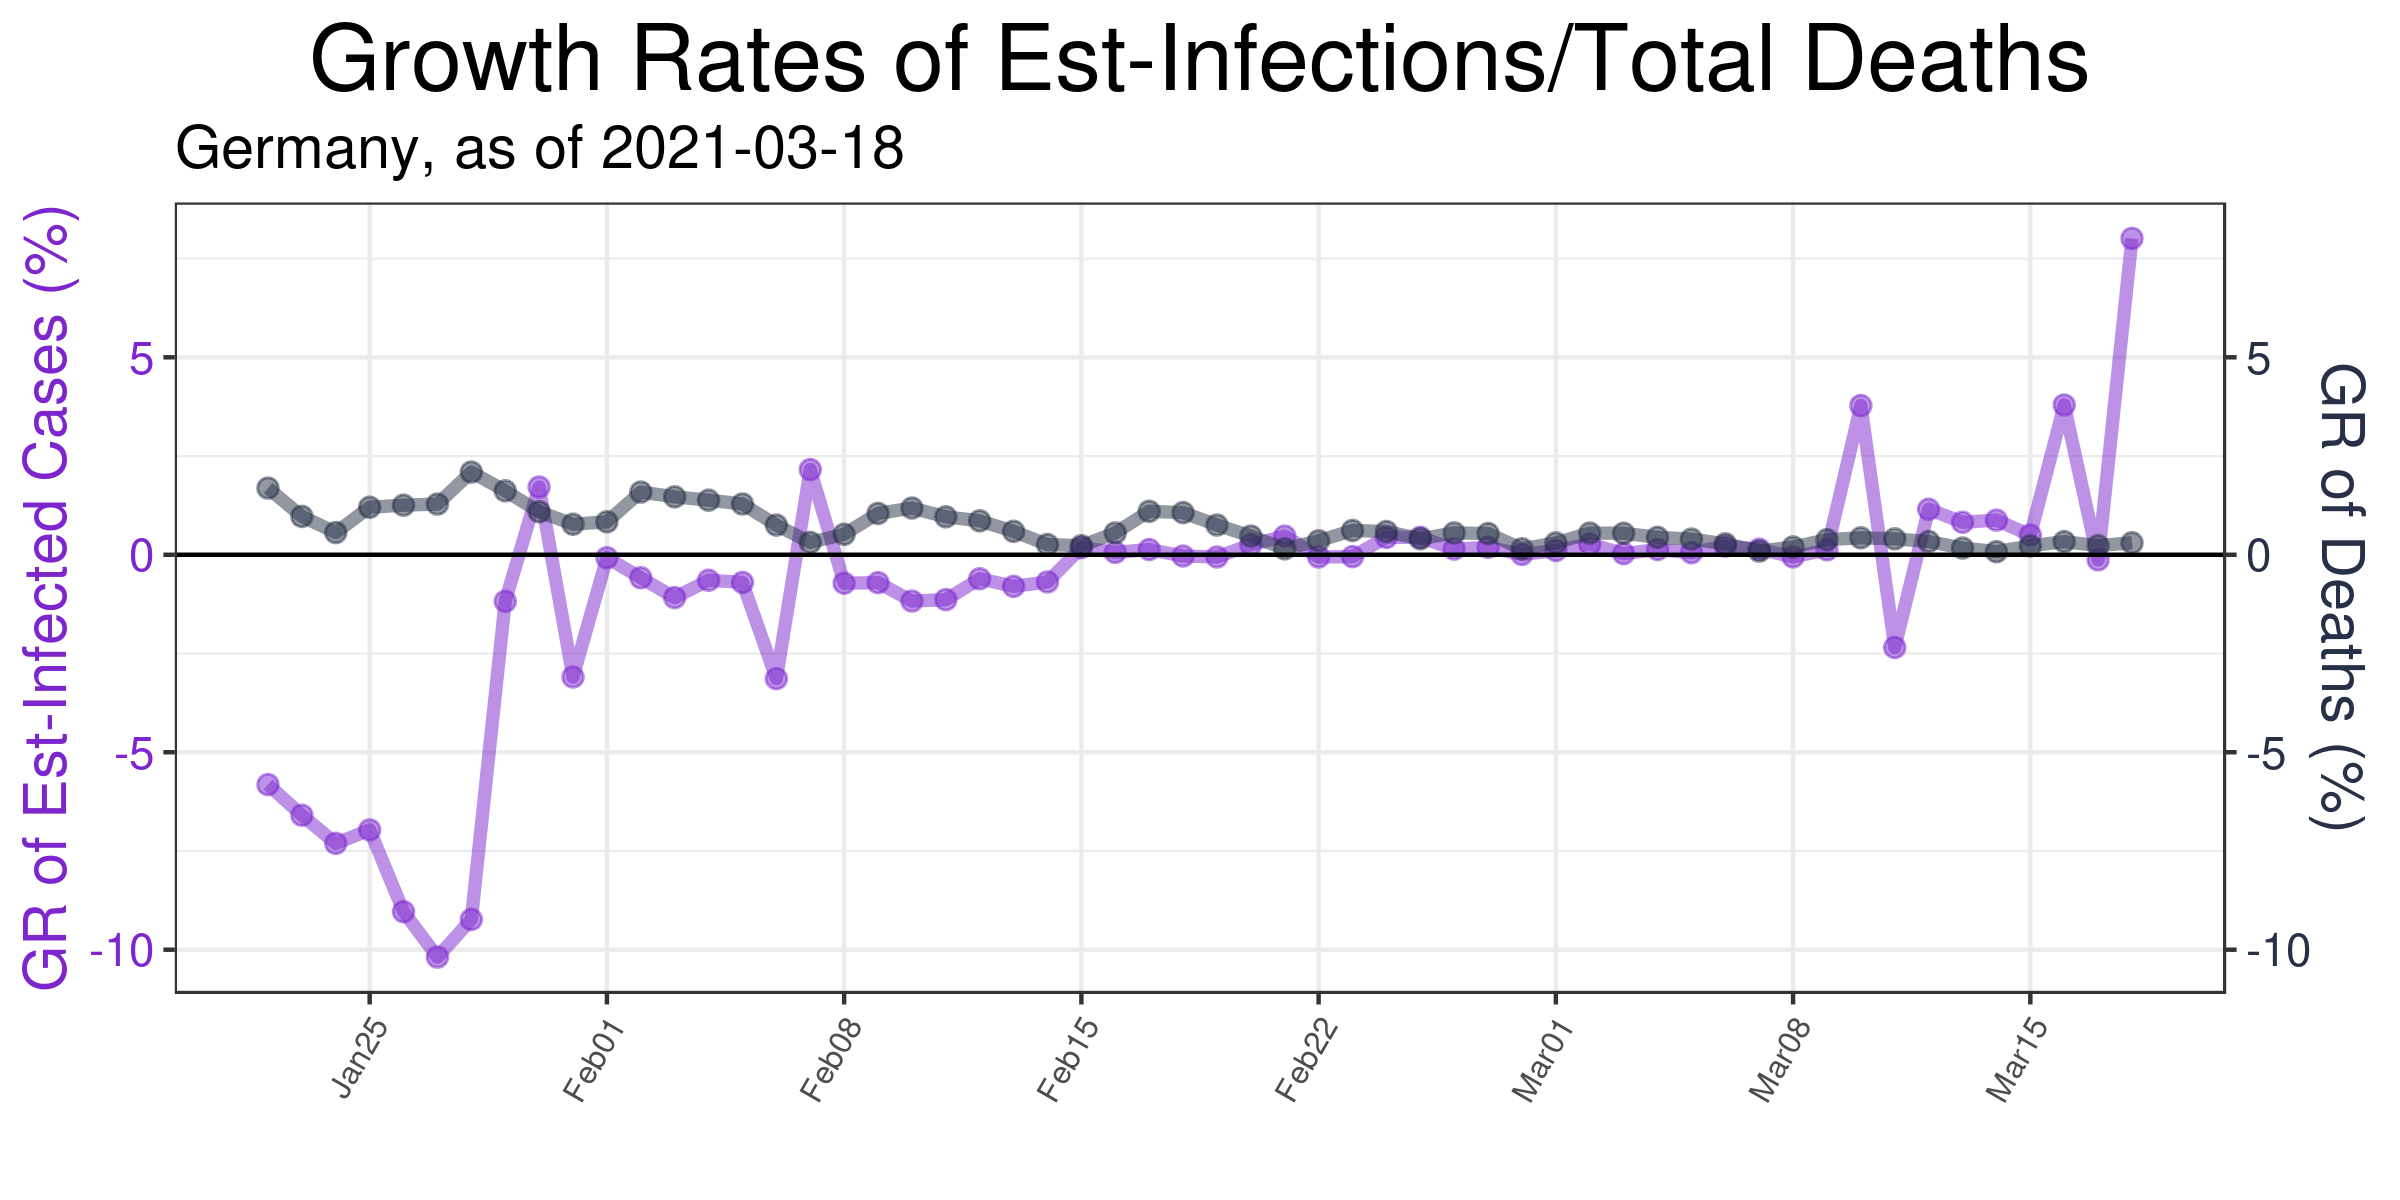 Growth Rates of Est-Infections/Total Deaths
Germany, as of 2021-03-18
GR of Est-Infected Cases (%)
5
0
-5
-10
5
0
-5
-10
GR of Deaths (%)
Jan25
Feb01
Feb08
Feb15
Feb22
Mar01
Mar08
Mar15